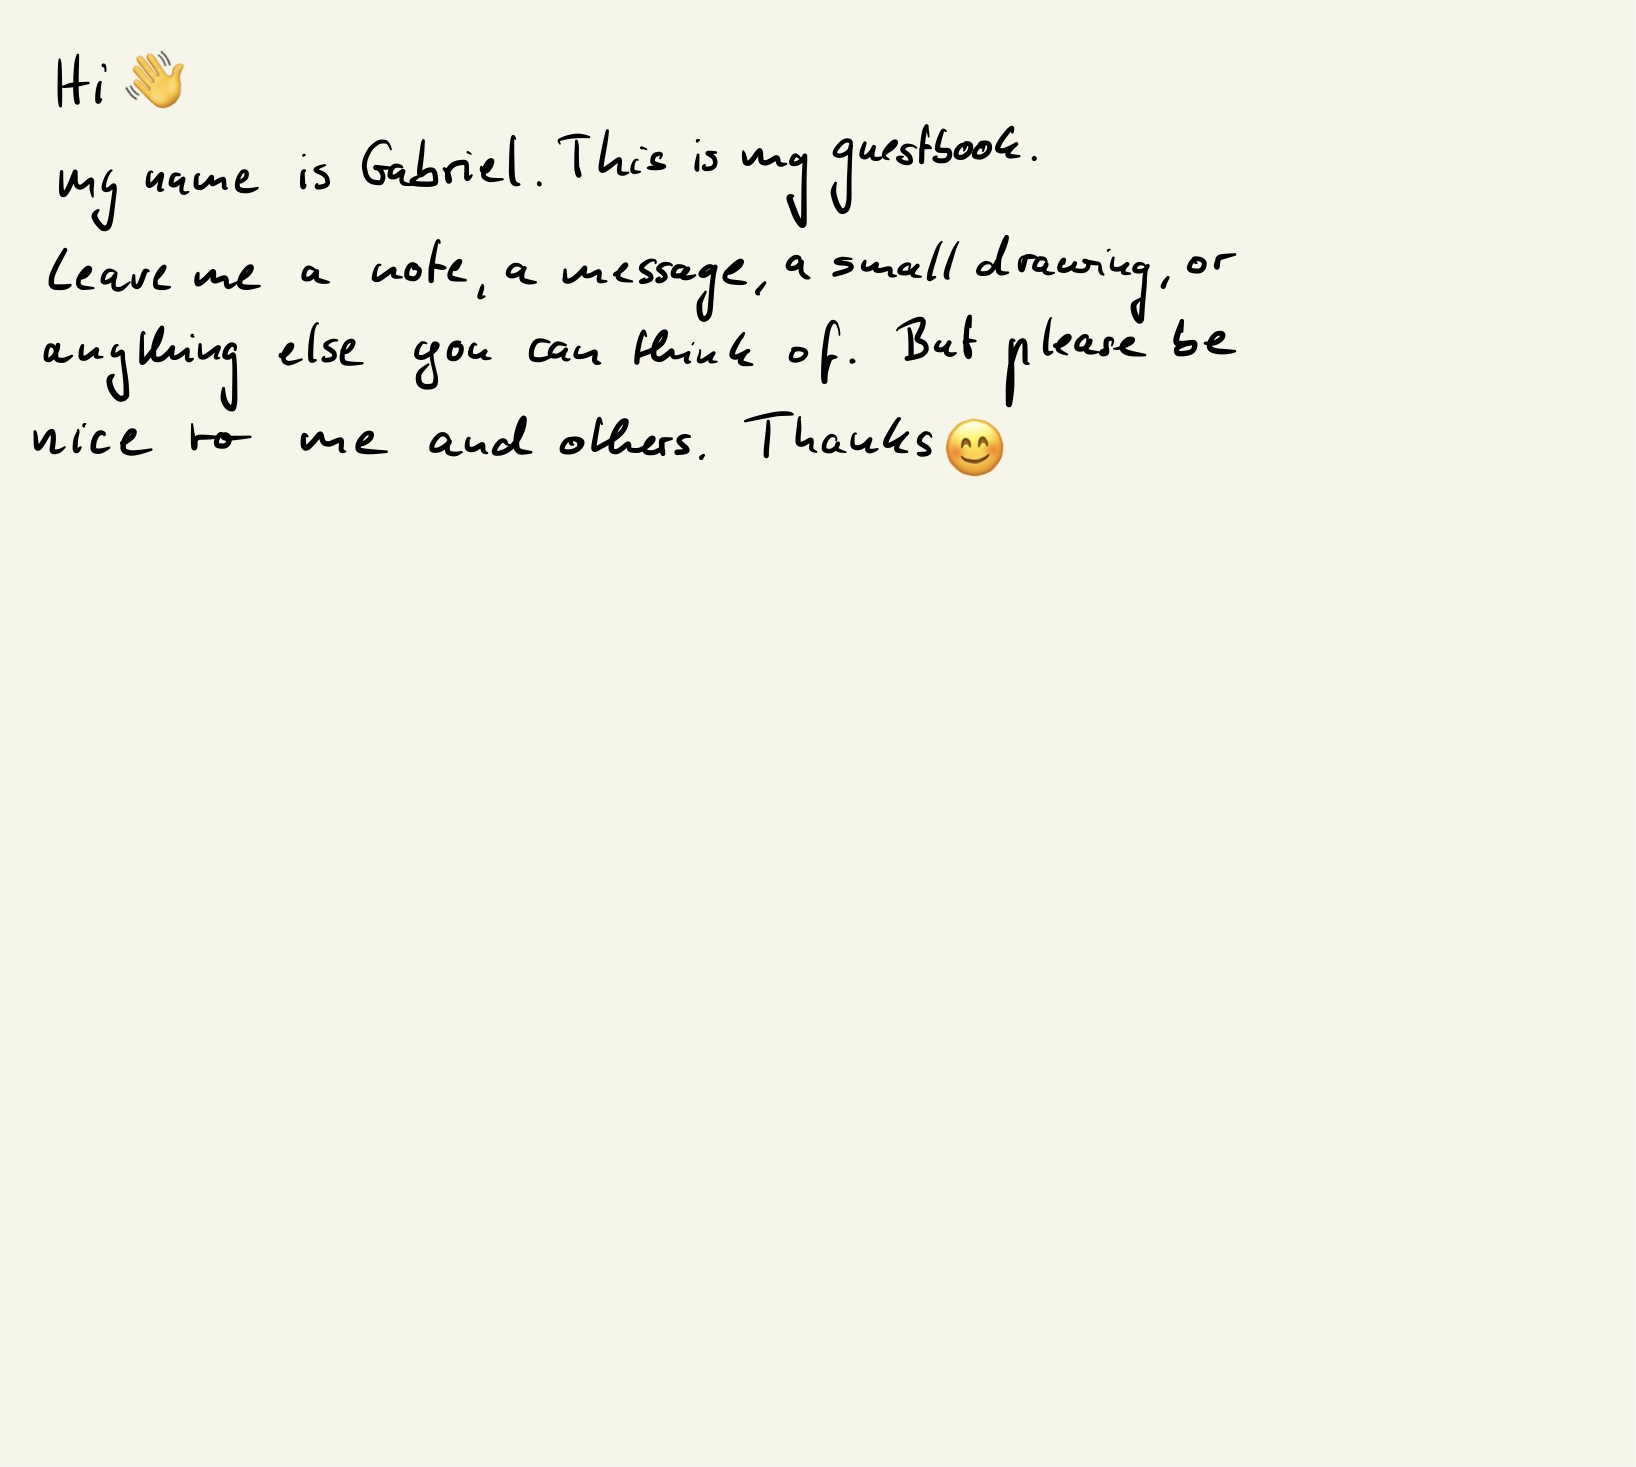 Hi 👋
my name is Gabriel. This is my guestbook.
Leave me a note, a message, a small drawing, or
anything else you can think of. But please be
nice to me and others. Thanks 😊